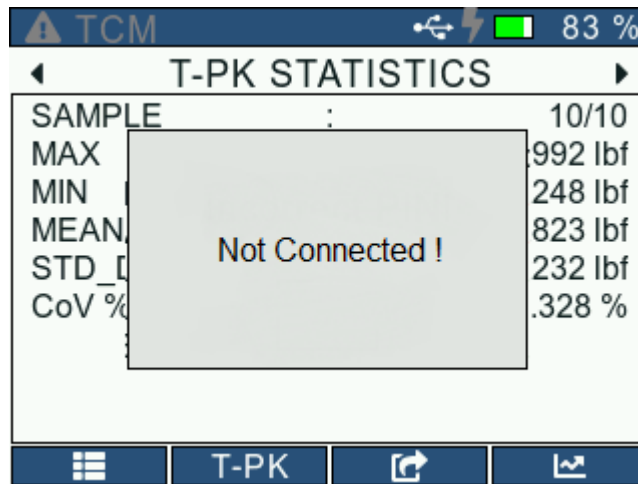 TCM 83 %
T-PK STATISTICS
SAMPLE : 10/10
MAX :992 lbf
MIN 248 lbf
MEAN 823 lbf
STD_D 232 lbf
CoV % .328 %
Not Connected !
T-PK